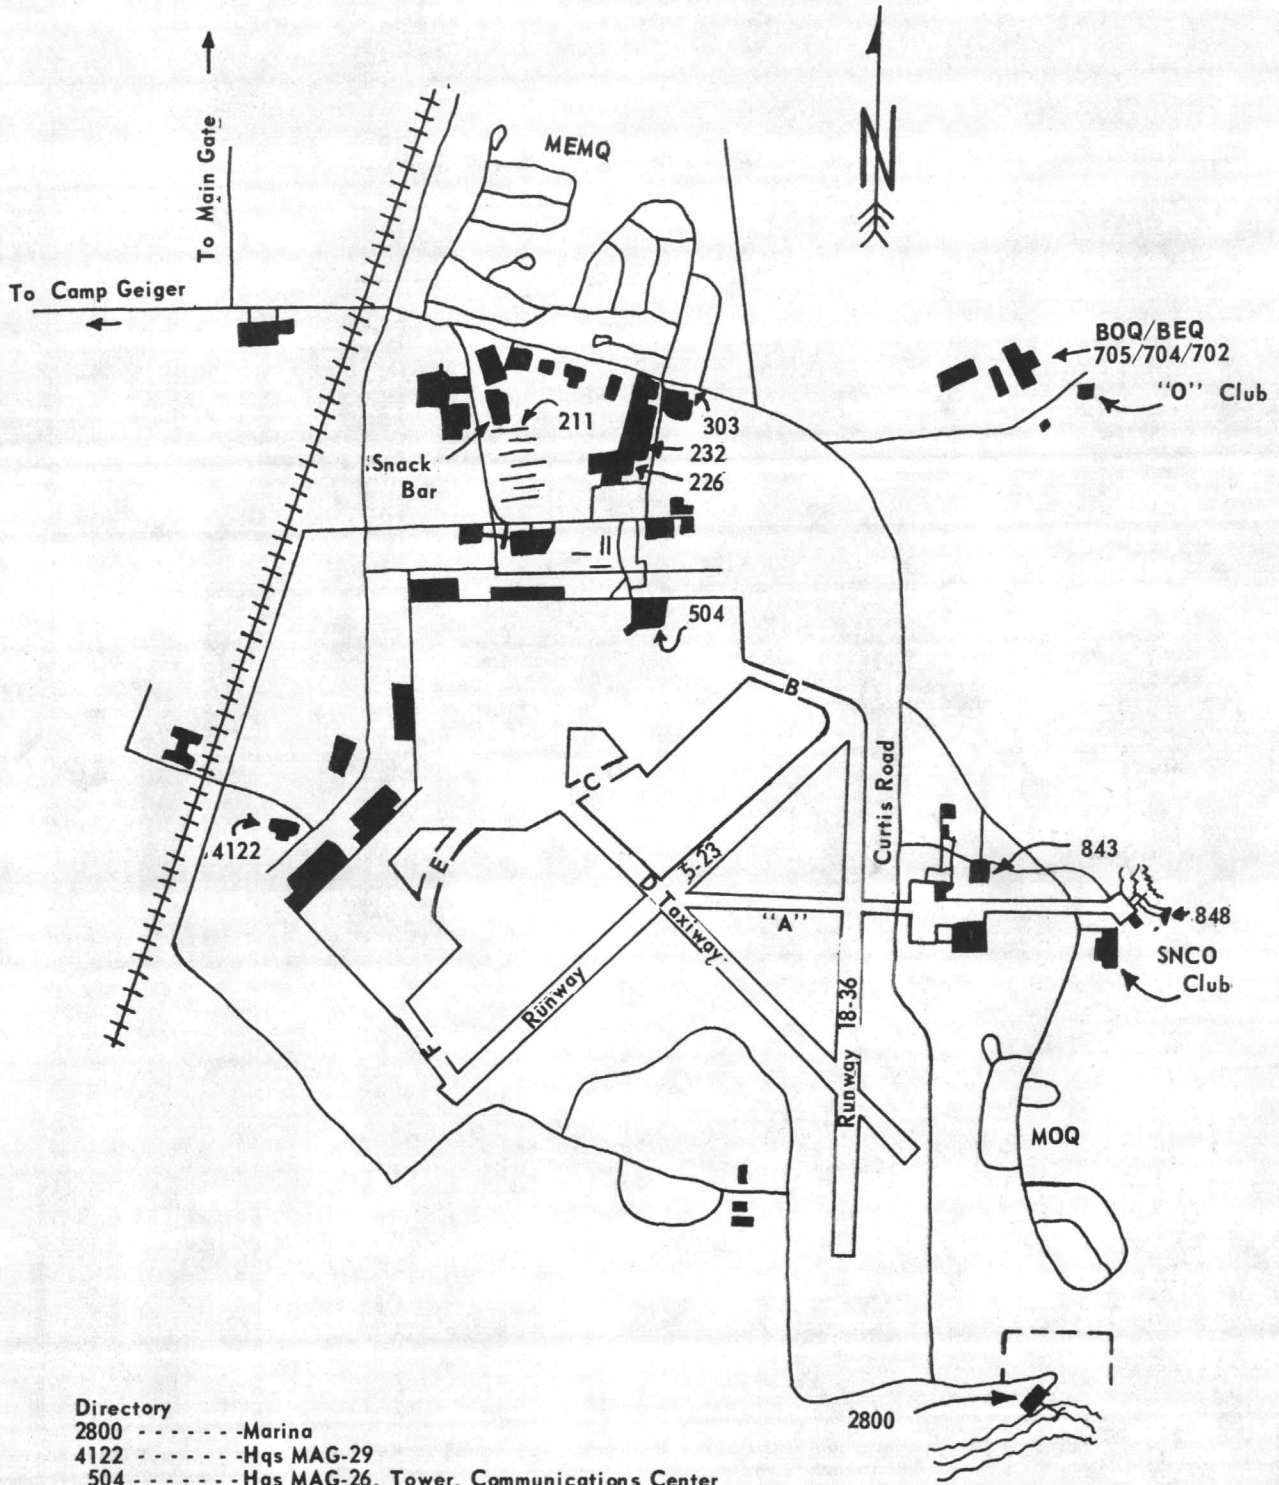 To Main Gate
N
MEMQ
To Camp Geiger
BOQ/BEQ
705/704/702
"O" Club
211
303
232
226
Snack
Bar
504
B
C
Curtis Road
4122
E
5-23
843
D
Taxiway
"A"
848
SNCO
Club
Runway
18-36
F
Runway
MOQ
2800
Directory
2800 - - - - - - - Marina
4122 - - - - - - - Hqs MAG-29
504 - - - - - - - Hqs MAG-26, Tower, Communications Center